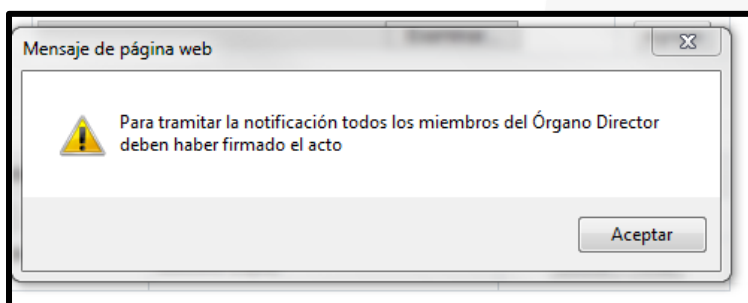 Mensaje de página web
Para tramitar la notificación todos los miembros del Órgano Director
deben haber firmado el acto
Aceptar